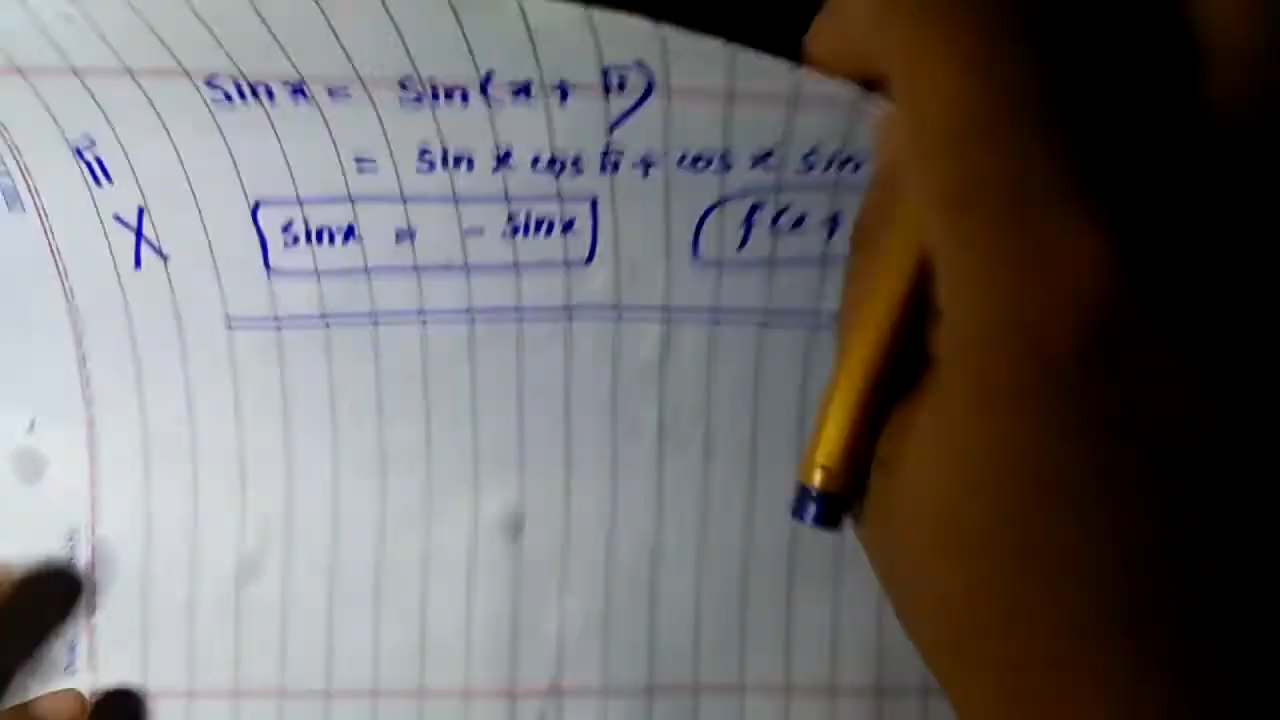 sin x = sin(x + π)
π = sin x cos π + cos x sin
X [sin x = - sin x] (f(x +